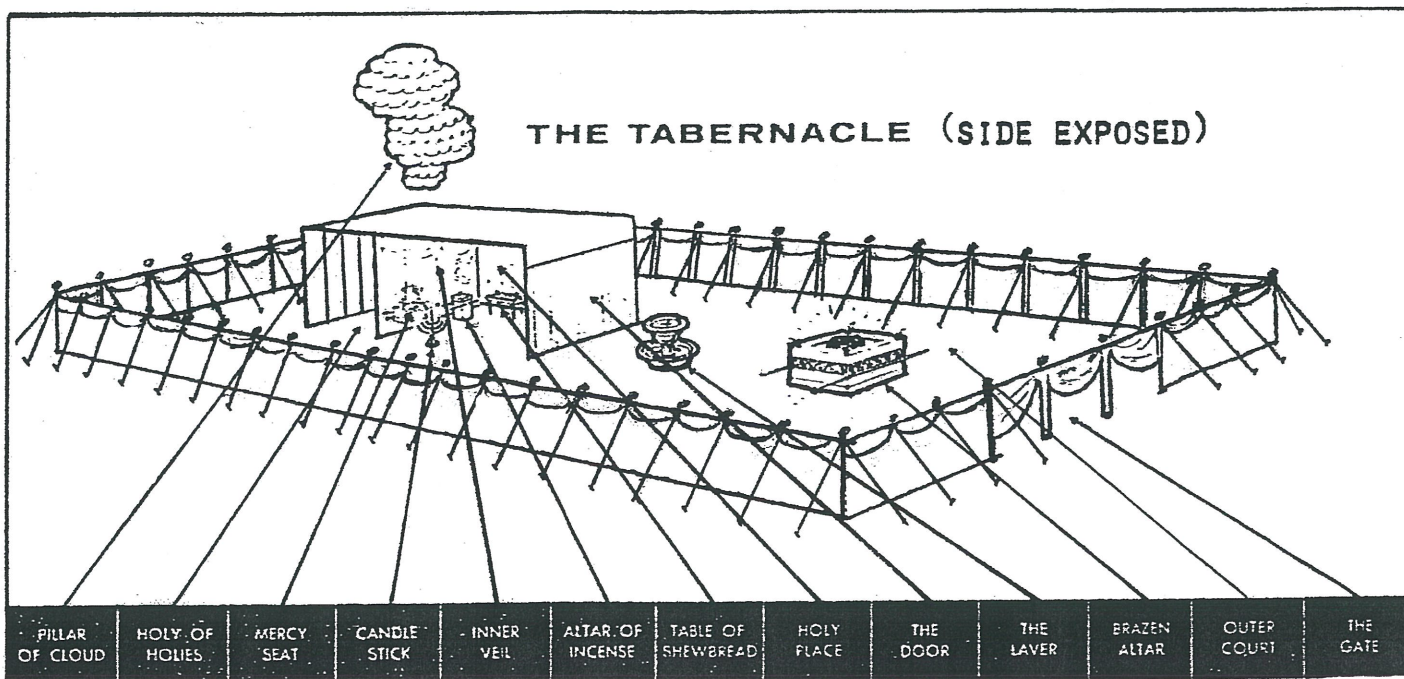 THE TABERNACLE (SIDE EXPOSED)
PILLAR
OF CLOUD
HOLY OF
HOLIES
MERCY
SEAT
CANDLE
STICK
INNER
VEIL
ALTAR OF
INCENSE
TABLE OF
SHEWBREAD
HOLY
PLACE
THE
DOOR
THE
LAVER
BRAZEN
ALTAR
OUTER
COURT
THE
GATE